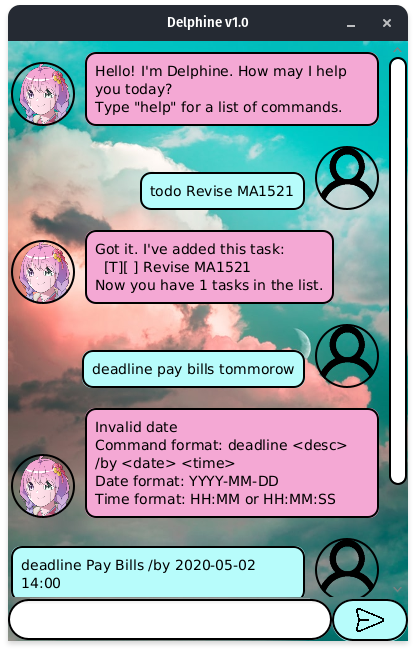 Delphine v1.0
Hello! I'm Delphine. How may I help
you today?
Type "help" for a list of commands.
todo Revise MA1521
Got it. I've added this task:
[T][ ] Revise MA1521
Now you have 1 tasks in the list.
deadline pay bills tommorow
Invalid date
Command format: deadline <desc>
/by <date> <time>
Date format: YYYY-MM-DD
Time format: HH:MM or HH:MM:SS
deadline Pay Bills /by 2020-05-02
14:00